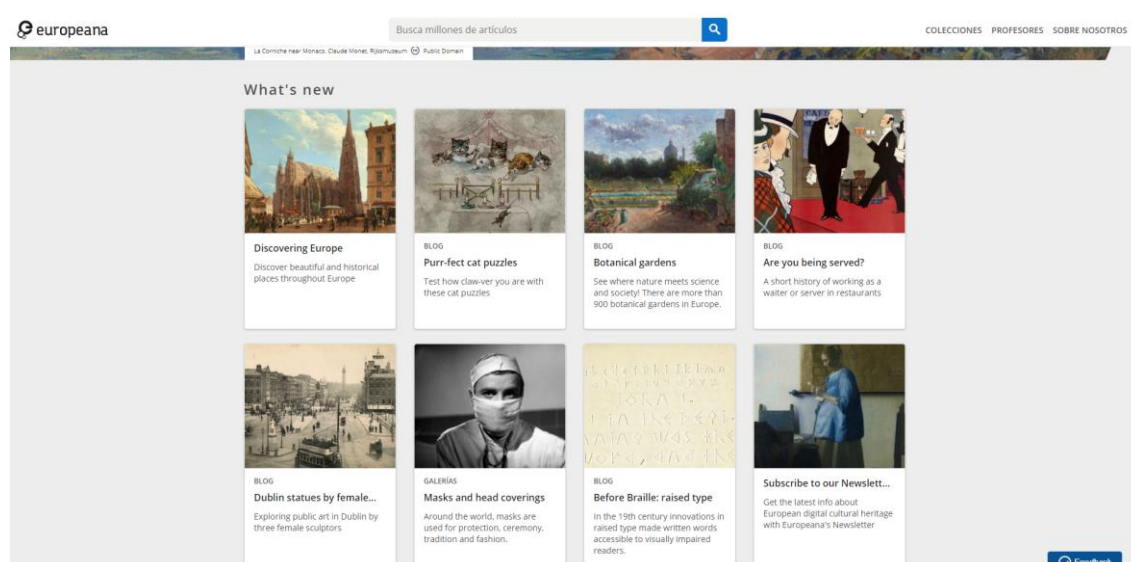 europeana
Busca millones de artículos
COLECCIONES PROFESORES SOBRE NOSOTROS
La Corniche near Monaco, Claude Monet, Rijksmuseum Public Domain
What's new
Discovering Europe
Discover beautiful and historical
places throughout Europe
BLOG
Purr-fect cat puzzles
Test how claw-ver you are with
these cat puzzles
BLOG
Botanical gardens
See where nature meets science
and society! There are more than
900 botanical gardens in Europe.
CAFE
BLOG
Are you being served?
A short history of working as a
waiter or server in restaurants
BLOG
Dublin statues by female...
Exploring public art in Dublin by
three female sculptors
GALERÍAS
Masks and head coverings
Around the world, masks are
used for protection, ceremony,
tradition and fashion.
BLOG
Before Braille: raised type
In the 19th century innovations in
raised type made written words
accessible to visually impaired
readers.
Subscribe to our Newslett...
Get the latest info about
European digital cultural heritage
with Europeana's Newsletter
Feedback